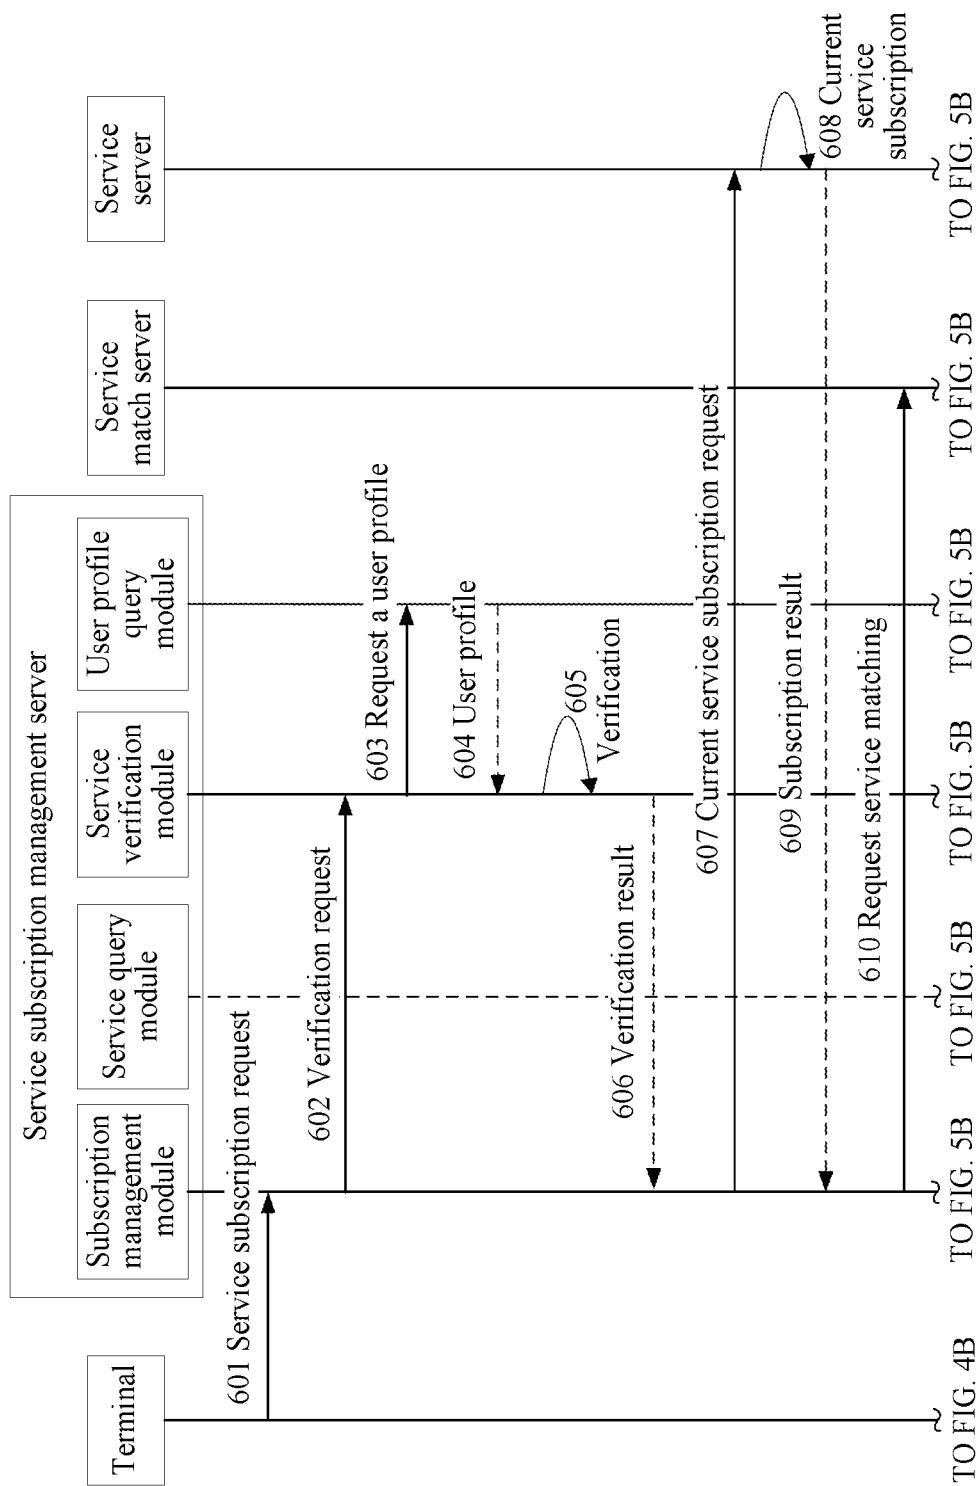 Service subscription management server
Terminal
Subscription
management
module
Service query
module
Service
verification
module
User profile
query
module
Service
match server
Service
server
601 Service subscription request
602 Verification request
603 Request a user profile
604 User profile
605
Verification
606 Verification result
607 Current service subscription request
608 Current
service
subscription
609 Subscription result
610 Request service matching
TO FIG. 4B
TO FIG. 5B
TO FIG. 5B
TO FIG. 5B
TO FIG. 5B
TO FIG. 5B
TO FIG. 5B